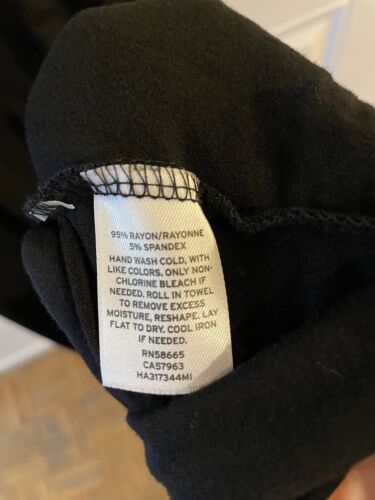 95% RAYON/RAYONNE
5% SPANDEX
HAND WASH COLD, WITH
LIKE COLORS. ONLY NON-
CHLORINE BLEACH IF
NEEDED. ROLL IN TOWEL
TO REMOVE EXCESS
MOISTURE, RESHAPE. LAY
FLAT TO DRY. COOL IRON
IF NEEDED.
RN58665
CA57963
HA317344MI